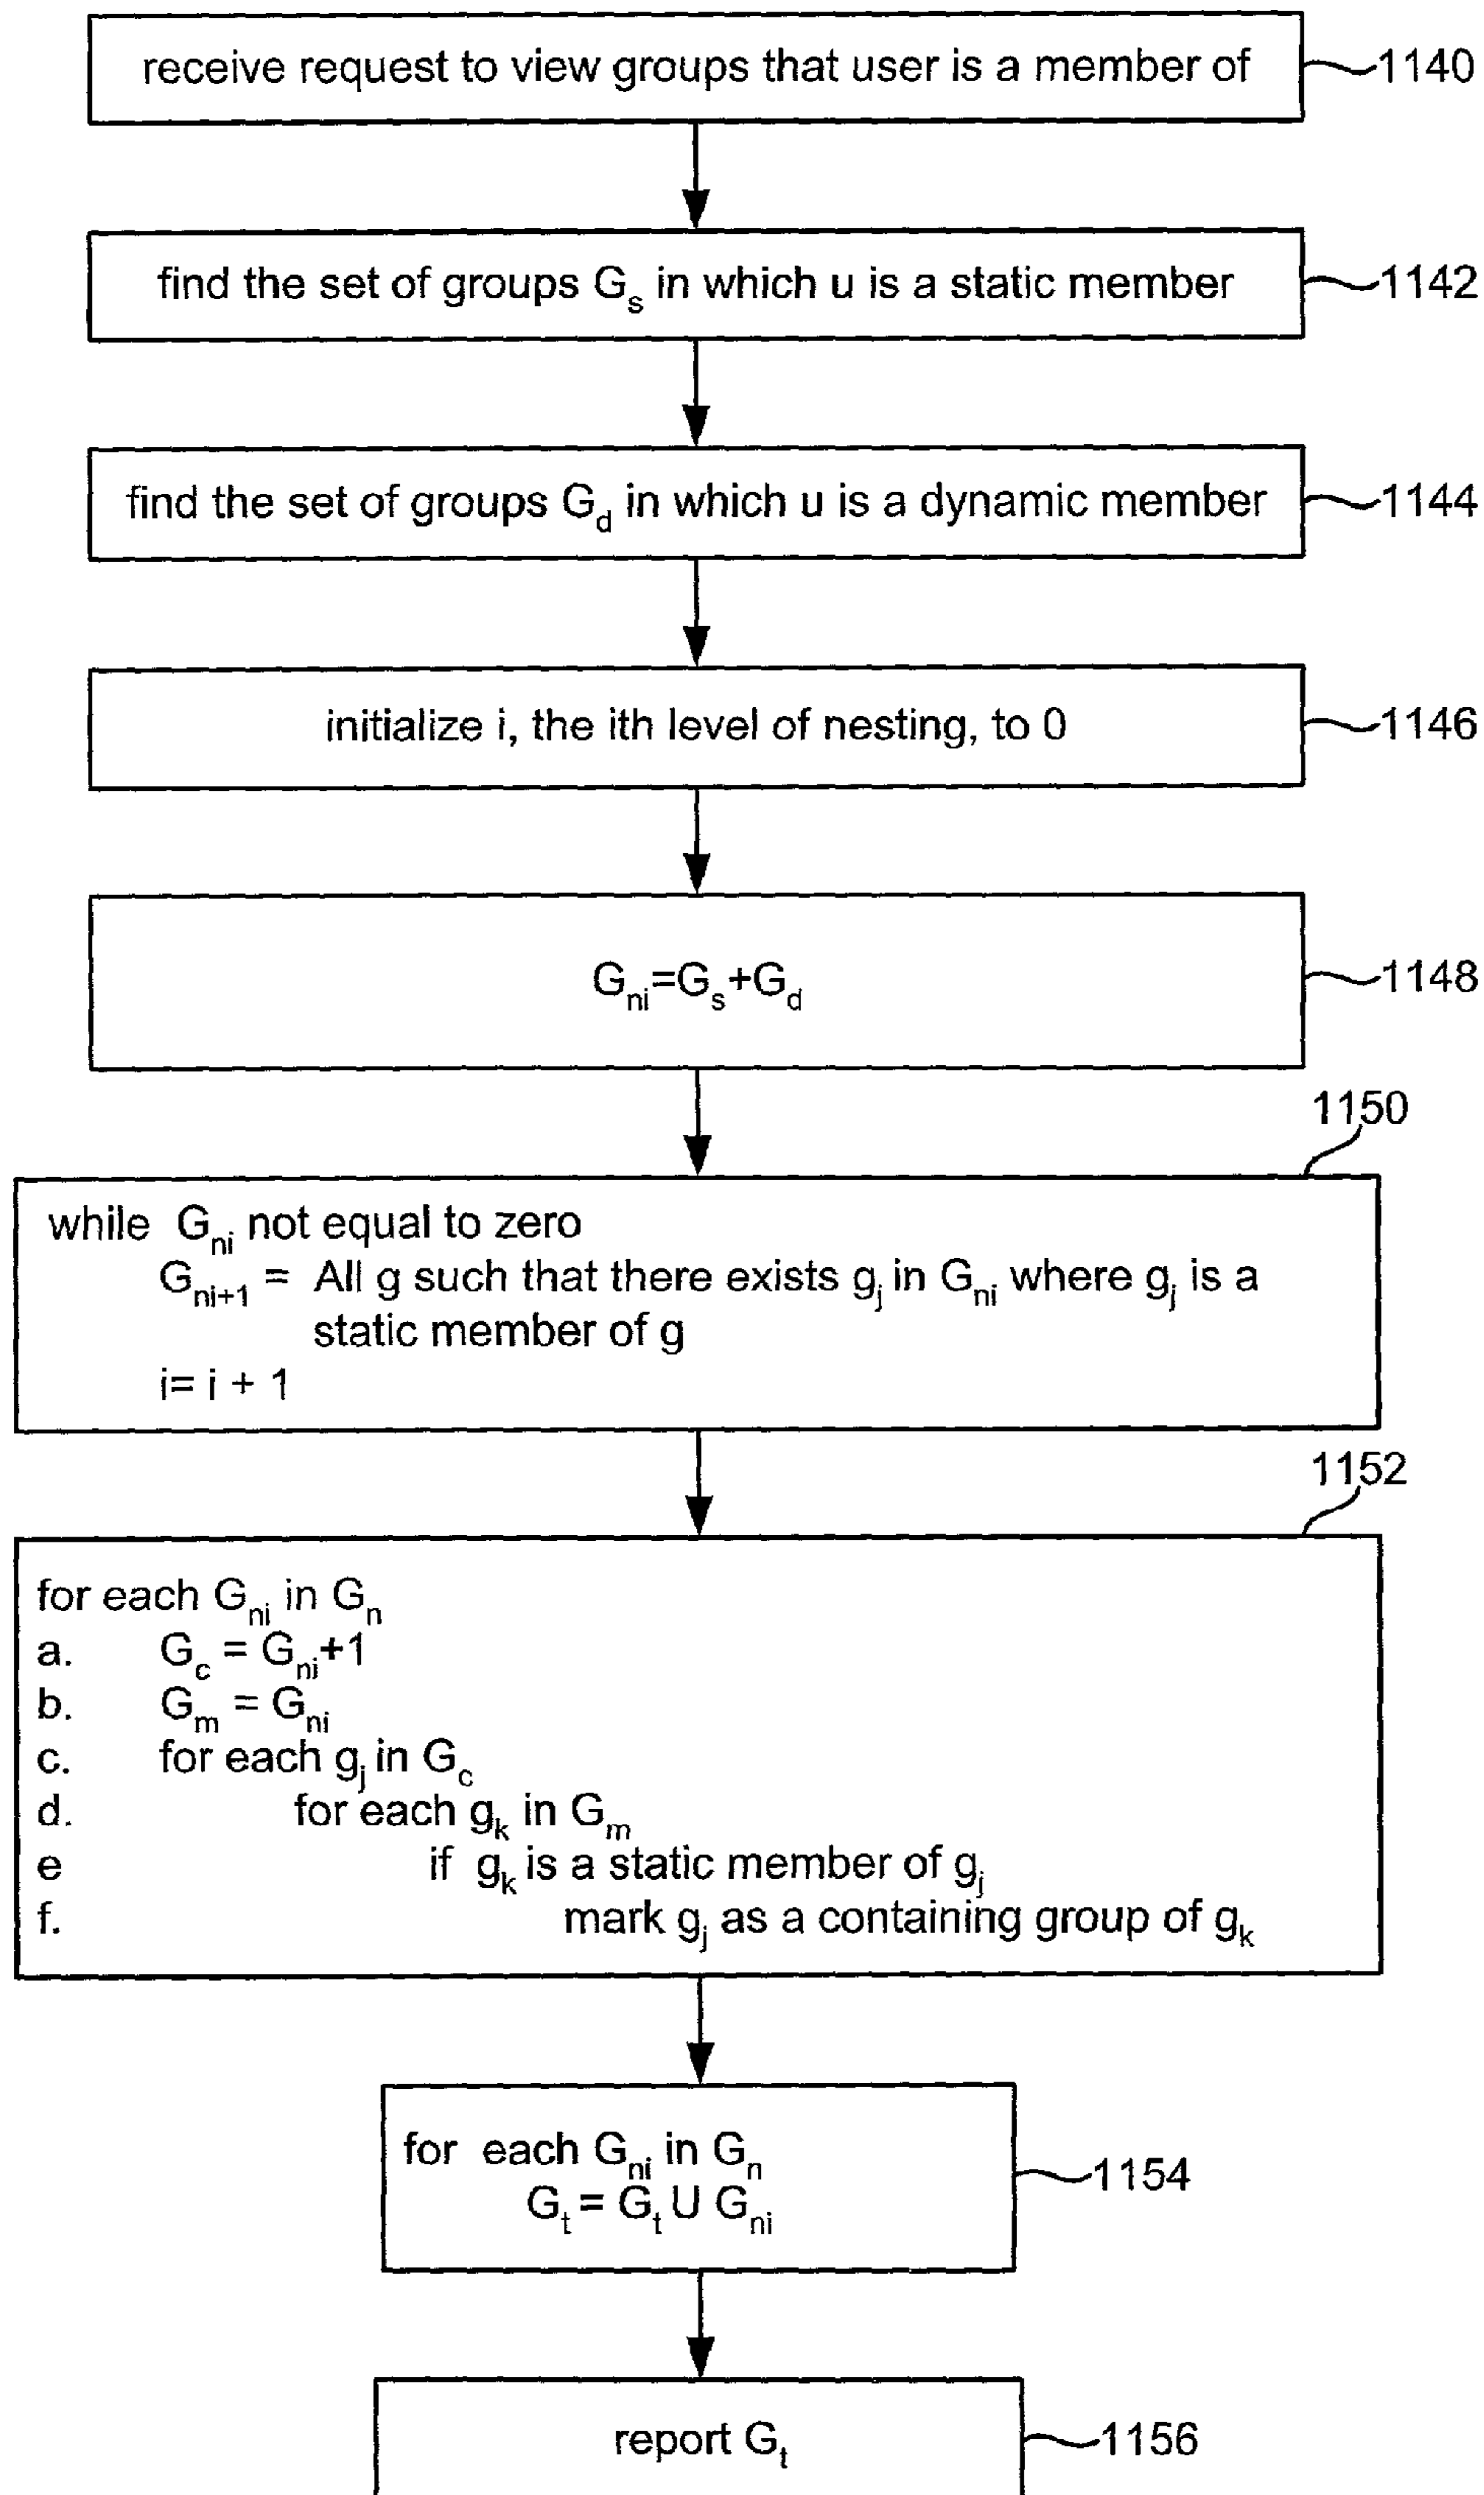 receive request to view groups that user is a member of
1140
find the set of groups Gs in which u is a static member
1142
find the set of groups Gd in which u is a dynamic member
1144
initialize i, the ith level of nesting, to 0
1146
Gni=Gs+Gd
1148
1150
while Gni not equal to zero
Gni+1 = All g such that there exists gj in Gni where gj is a
static member of g
i= i + 1
1152
for each Gni in Gn
a. Gc = Gni+1
b. Gm = Gni
c. for each gj in Gc
d. for each gk in Gm
e if gk is a static member of gj
f. mark gj as a containing group of gk
for each Gni in Gn
Gt = Gt U Gni
1154
report Gt
1156